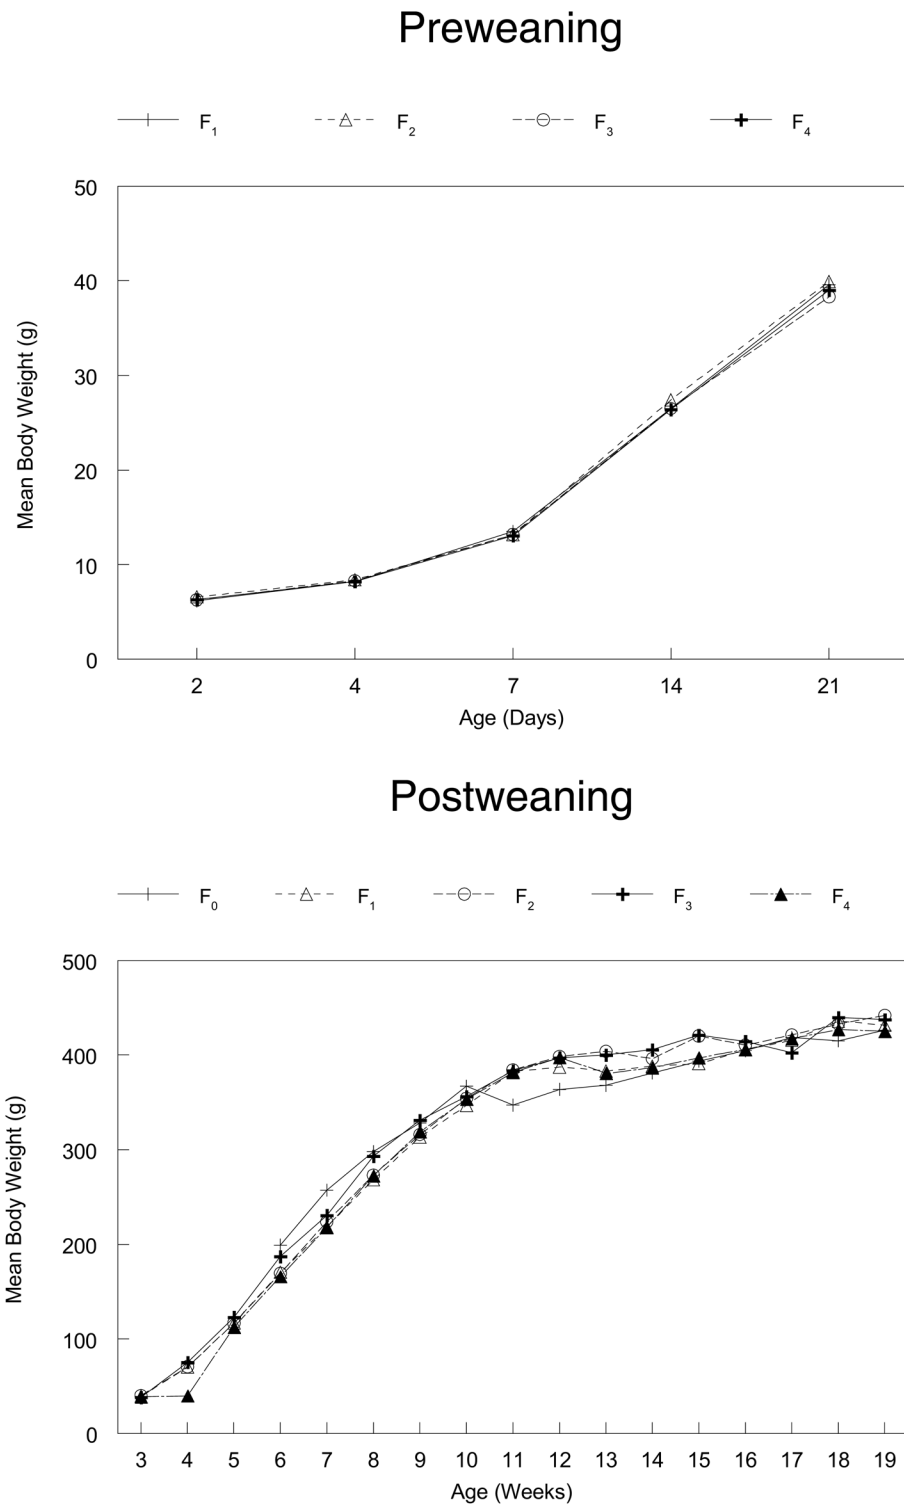 Preweaning
F1 F2 F3 F4
50
40
30
20
10
0
Mean Body Weight (g)
2 4 7 14 21
Age (Days)
Postweaning
F0 F1 F2 F3 F4
500
400
300
200
100
0
Mean Body Weight (g)
3 4 5 6 7 8 9 10 11 12 13 14 15 16 17 18 19
Age (Weeks)